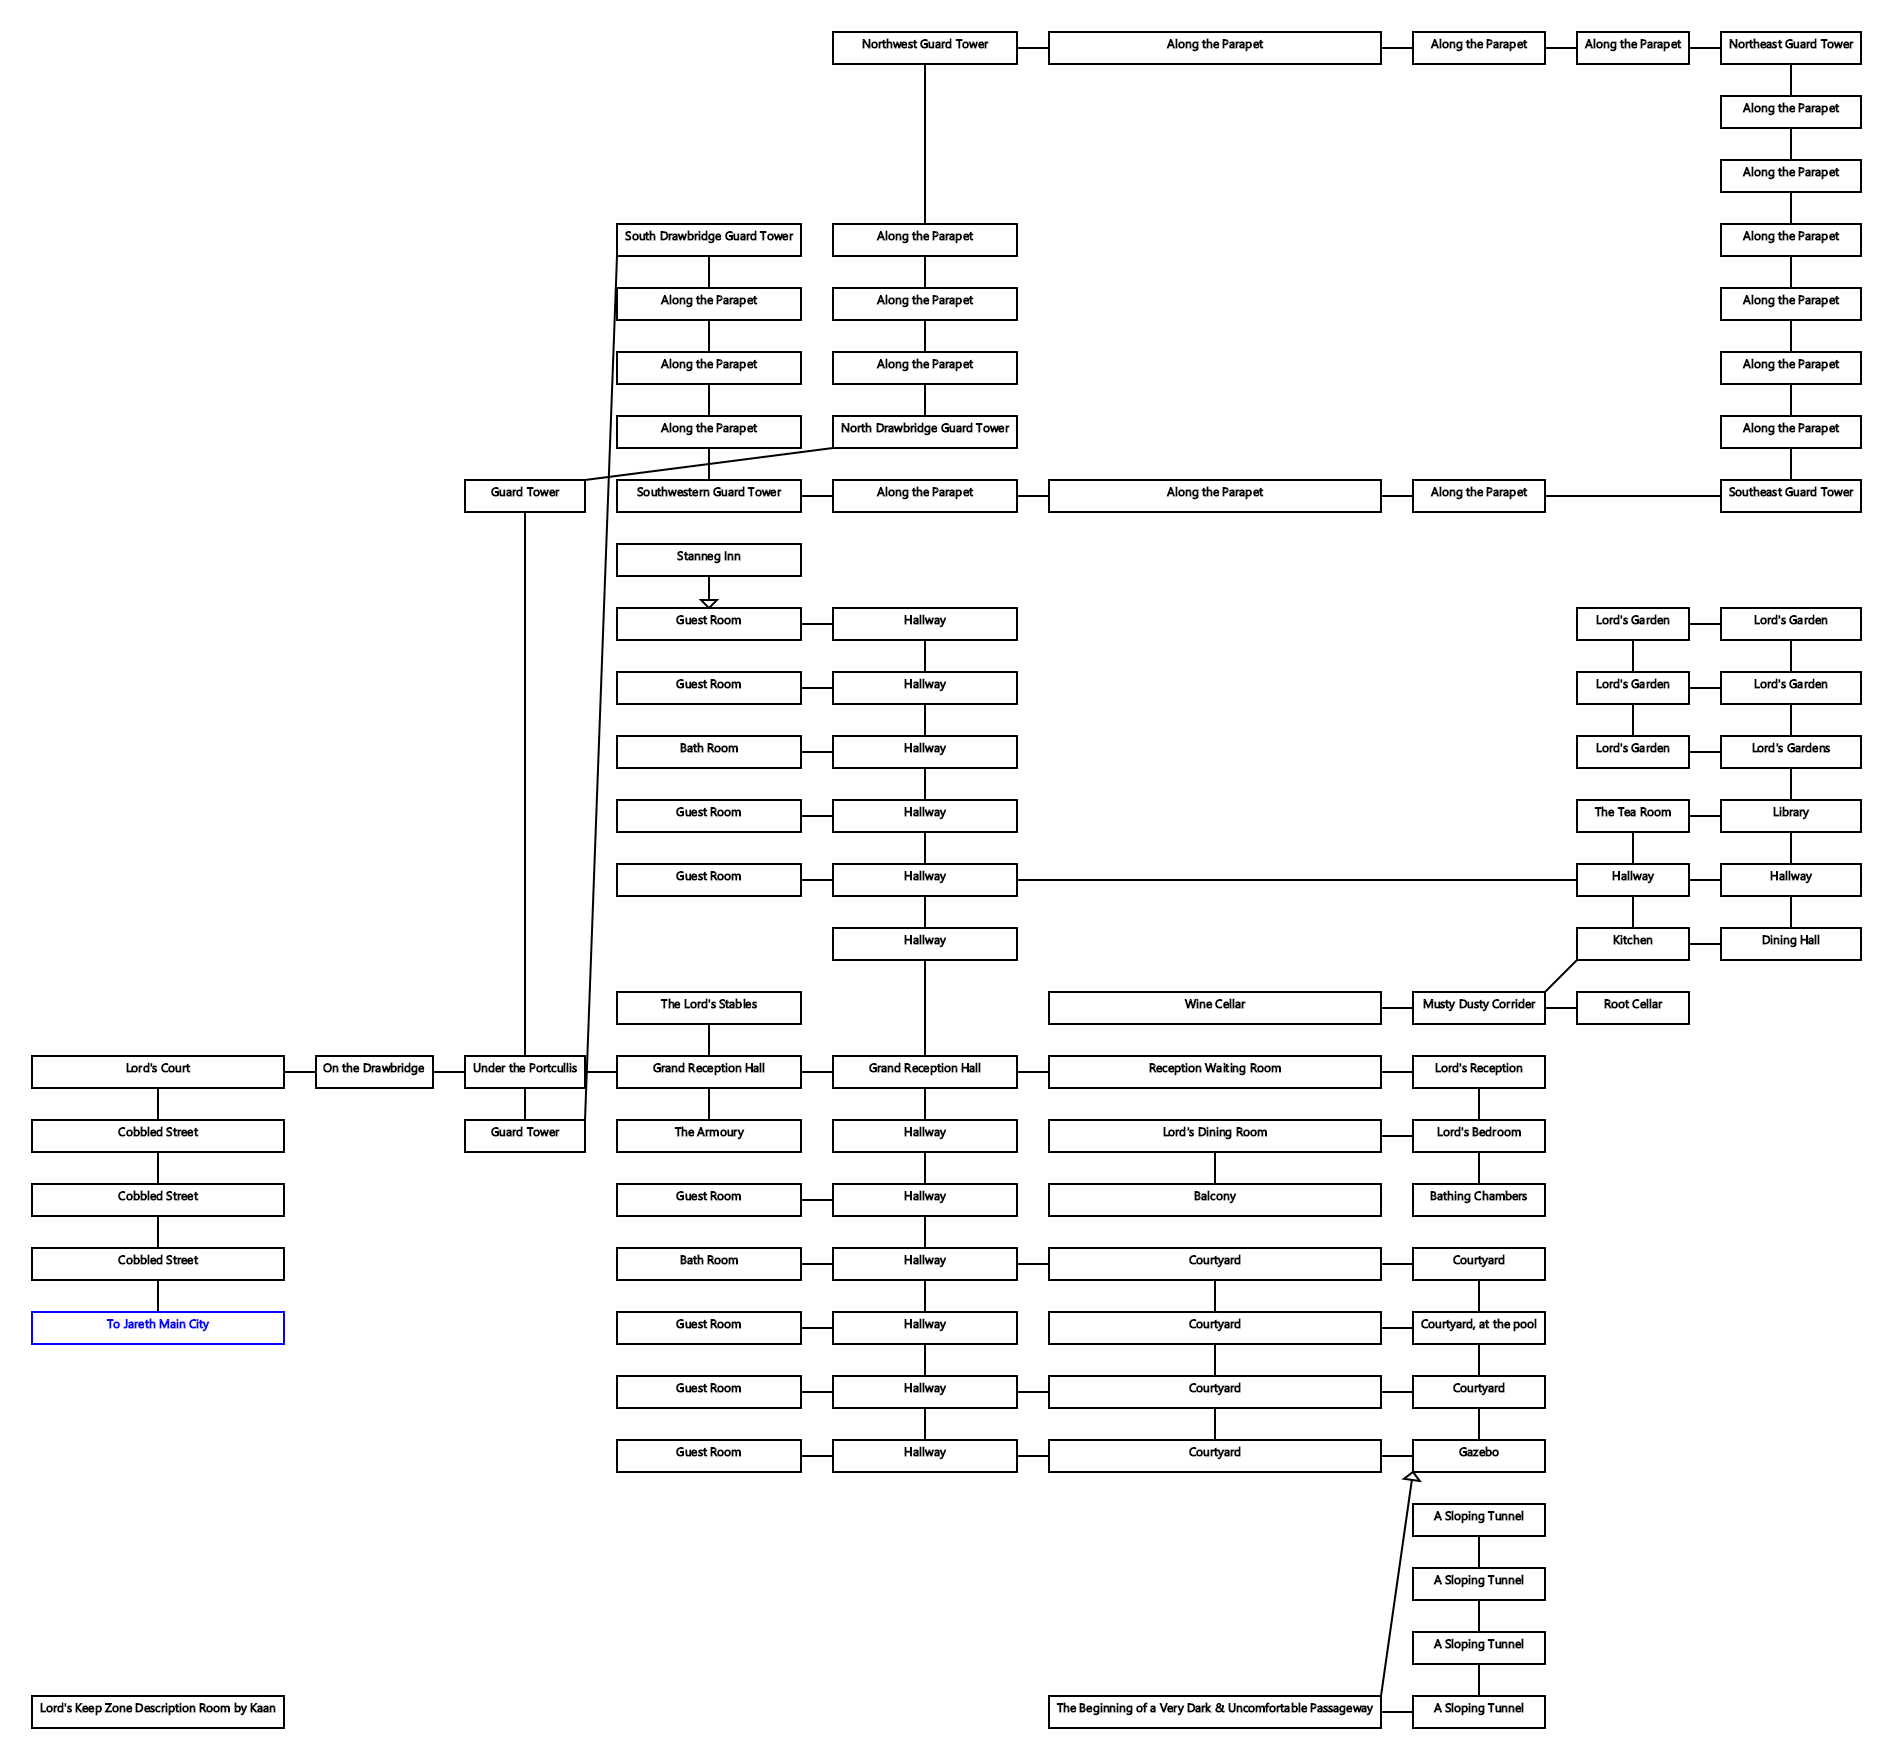 Northwest Guard Tower
Along the Parapet
Along the Parapet
Along the Parapet
Northeast Guard Tower
Along the Parapet
Along the Parapet
South Drawbridge Guard Tower
Along the Parapet
Along the Parapet
Along the Parapet
Along the Parapet
Along the Parapet
Along the Parapet
Along the Parapet
Along the Parapet
Along the Parapet
North Drawbridge Guard Tower
Along the Parapet
Guard Tower
Southwestern Guard Tower
Along the Parapet
Along the Parapet
Along the Parapet
Southeast Guard Tower
Stanneg Inn
Guest Room
Hallway
Lord's Garden
Lord's Garden
Guest Room
Hallway
Lord's Garden
Lord's Garden
Bath Room
Hallway
Lord's Garden
Lord's Gardens
Guest Room
Hallway
The Tea Room
Library
Guest Room
Hallway
Hallway
Hallway
Hallway
Kitchen
Dining Hall
The Lord's Stables
Wine Cellar
Musty Dusty Corrider
Root Cellar
Lord's Court
On the Drawbridge
Under the Portcullis
Grand Reception Hall
Grand Reception Hall
Reception Waiting Room
Lord's Reception
Cobbled Street
Guard Tower
The Armoury
Hallway
Lord's Dining Room
Lord's Bedroom
Cobbled Street
Guest Room
Hallway
Balcony
Bathing Chambers
Cobbled Street
Bath Room
Hallway
Courtyard
Courtyard
To Jareth Main City
Guest Room
Hallway
Courtyard
Courtyard, at the pool
Guest Room
Hallway
Courtyard
Courtyard
Guest Room
Hallway
Courtyard
Gazebo
A Sloping Tunnel
A Sloping Tunnel
A Sloping Tunnel
Lord's Keep Zone Description Room by Kaan
The Beginning of a Very Dark & Uncomfortable Passageway
A Sloping Tunnel